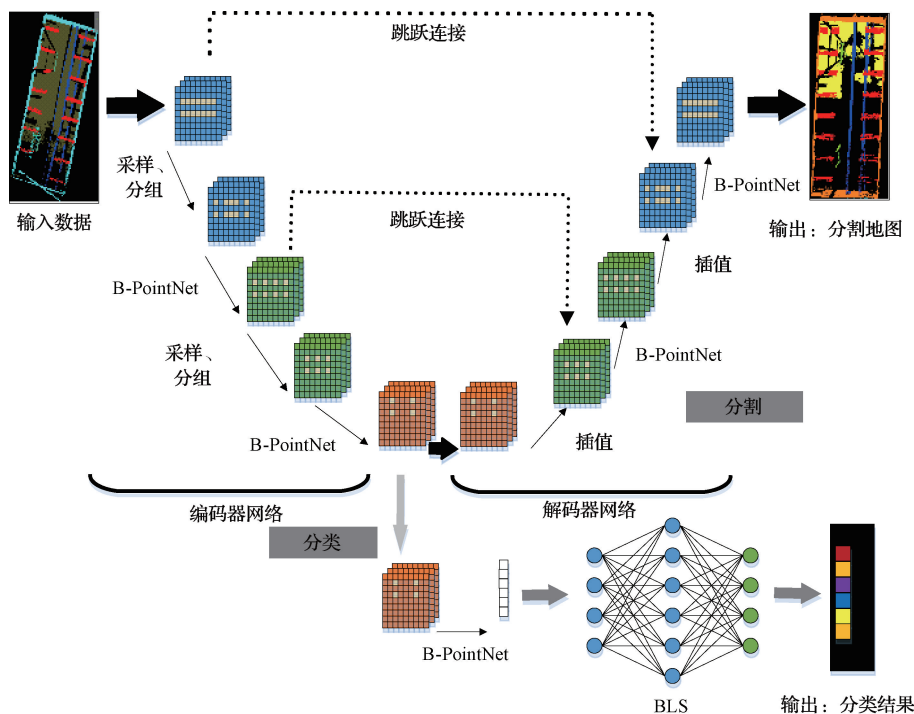 跳跃连接
采样、
分组
B-PointNet
输入数据
输出：分割地图
跳跃连接
插值
B-PointNet
采样、
分组
B-PointNet
分割
B-PointNet
插值
编码器网络
解码器网络
分类
B-PointNet
BLS
输出：分类结果